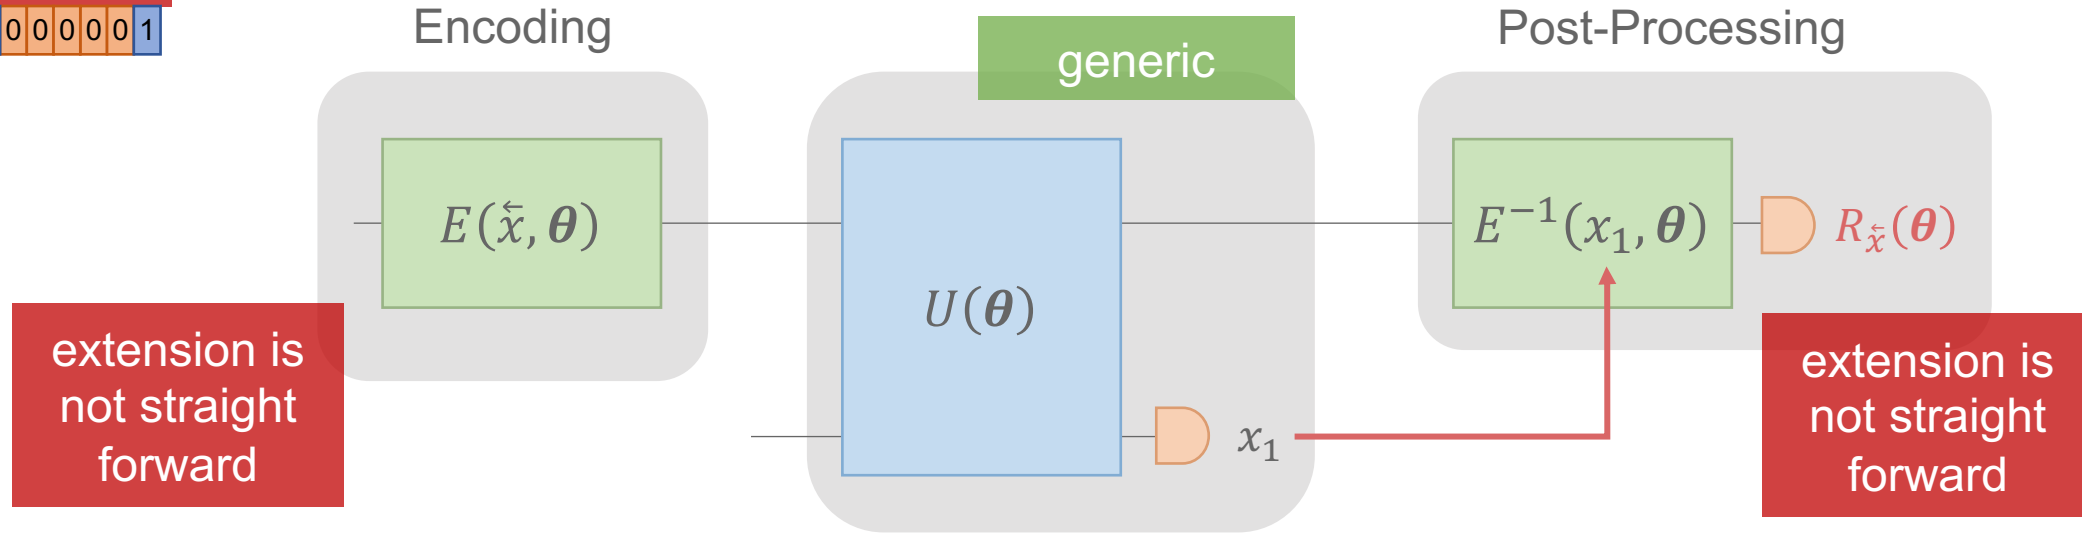 0 0 0 0 0 1
Encoding
generic
Post-Processing
E(x⃖, θ)
U(θ)
E⁻¹(x₁, θ)
R_x⃖(θ)
x₁
extension is
not straight
forward
extension is
not straight
forward